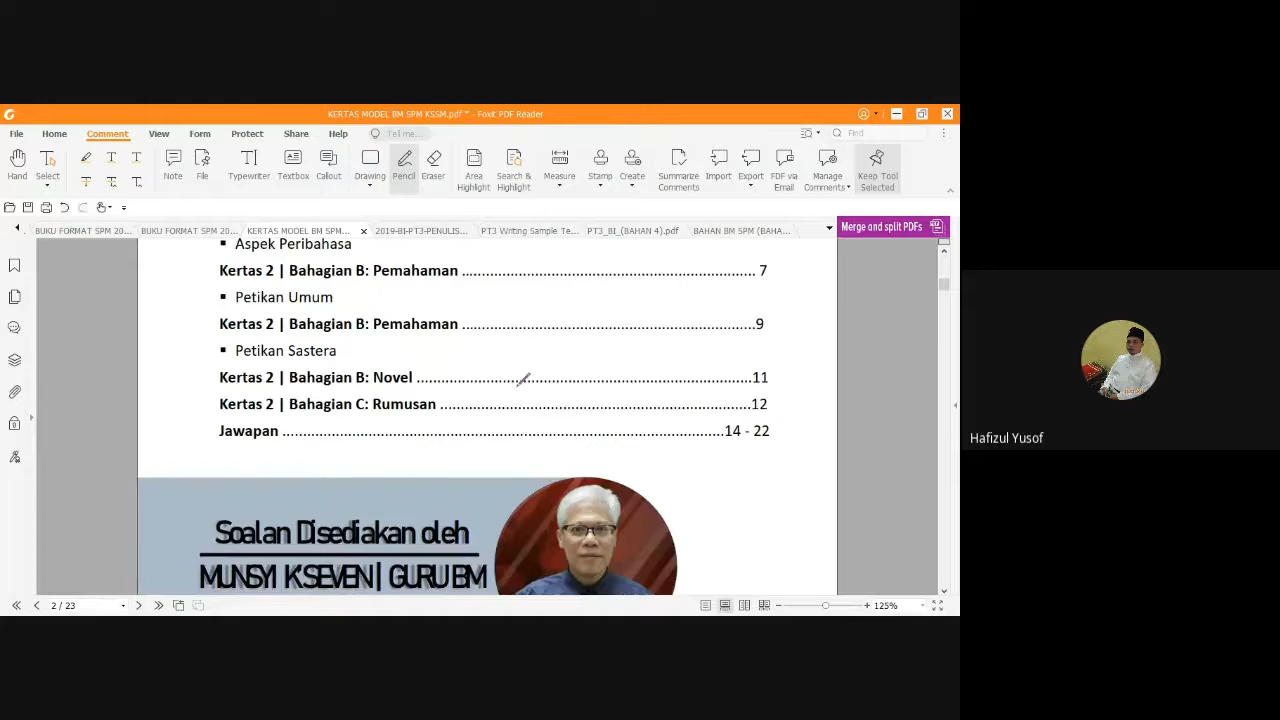 KERTAS MODEL BM SPM KSSM.pdf * - Foxit PDF Reader
File Home Comment View Form Protect Share Help Tell me... Find
Hand Select Note File Typewriter Textbox Callout Drawing Pencil Eraser Area Highlight Search & Highlight Measure Stamp Create Summarize Comments Import Export FDF via Email Manage Comments Keep Tool Selected
BUKU FORMAT SPM 20... BUKU FORMAT SPM 2... KERTAS MODEL BM SPM... 2019-BI-PT3-PENULIS... PT3 Writing Sample Te... PT3_BI_(BAHAN 4).pdf BAHAN BM SPM (BAHA... Merge and split PDFs
▪ Aspek Peribahasa
Kertas 2 | Bahagian B: Pemahaman ........................................................................ 7
▪ Petikan Umum
Kertas 2 | Bahagian B: Pemahaman ........................................................................9
▪ Petikan Sastera
Kertas 2 | Bahagian B: Novel ..................................................................................11
Kertas 2 | Bahagian C: Rumusan ............................................................................12
Jawapan ...........................................................................................................14 - 22
Soalan Disediakan oleh
MUNSYI K'SEVEN | GURU BM
Hafizul Yusof
2 / 23 125%